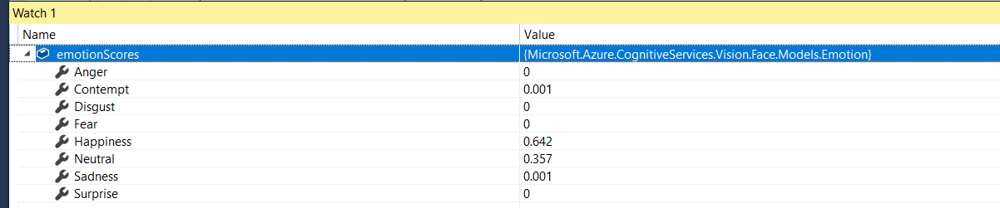 Watch 1
Name Value
emotionScores {Microsoft.Azure.CognitiveServices.Vision.Face.Models.Emotion}
Anger 0
Contempt 0.001
Disgust 0
Fear 0
Happiness 0.642
Neutral 0.357
Sadness 0.001
Surprise 0